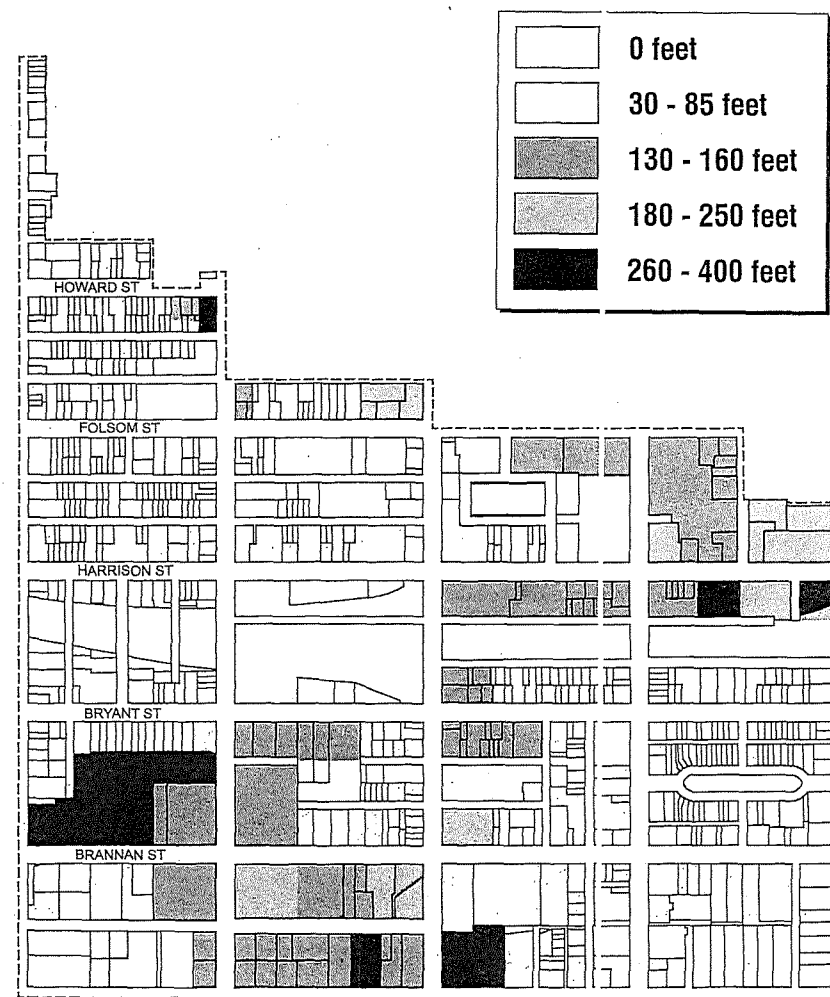 0 feet
30 - 85 feet
130 - 160 feet
180 - 250 feet
260 - 400 feet
HOWARD ST
FOLSOM ST
HARRISON ST
BRYANT ST
BRANNAN ST